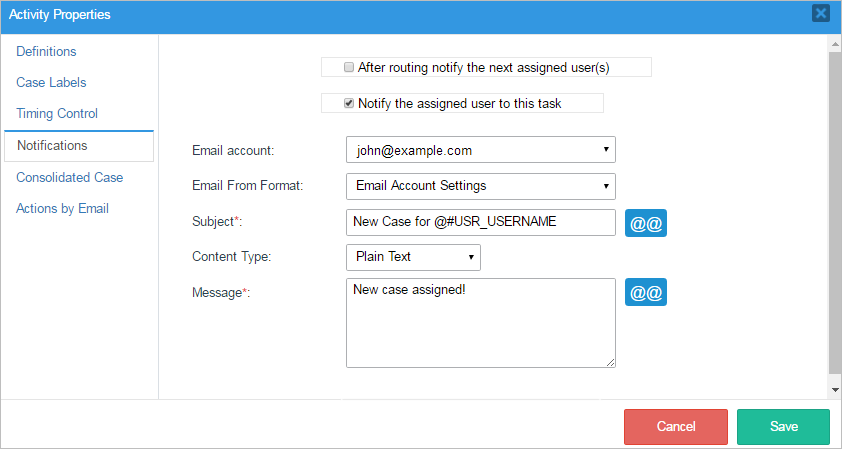 Activity Properties
Definitions
Case Labels
Timing Control
Notifications
Consolidated Case
Actions by Email
After routing notify the next assigned user(s)
Notify the assigned user to this task
Email account: john@example.com
Email From Format: Email Account Settings
Subject*: New Case for @#USR_USERNAME @@
Content Type: Plain Text
Message*: New case assigned! @@
Cancel Save